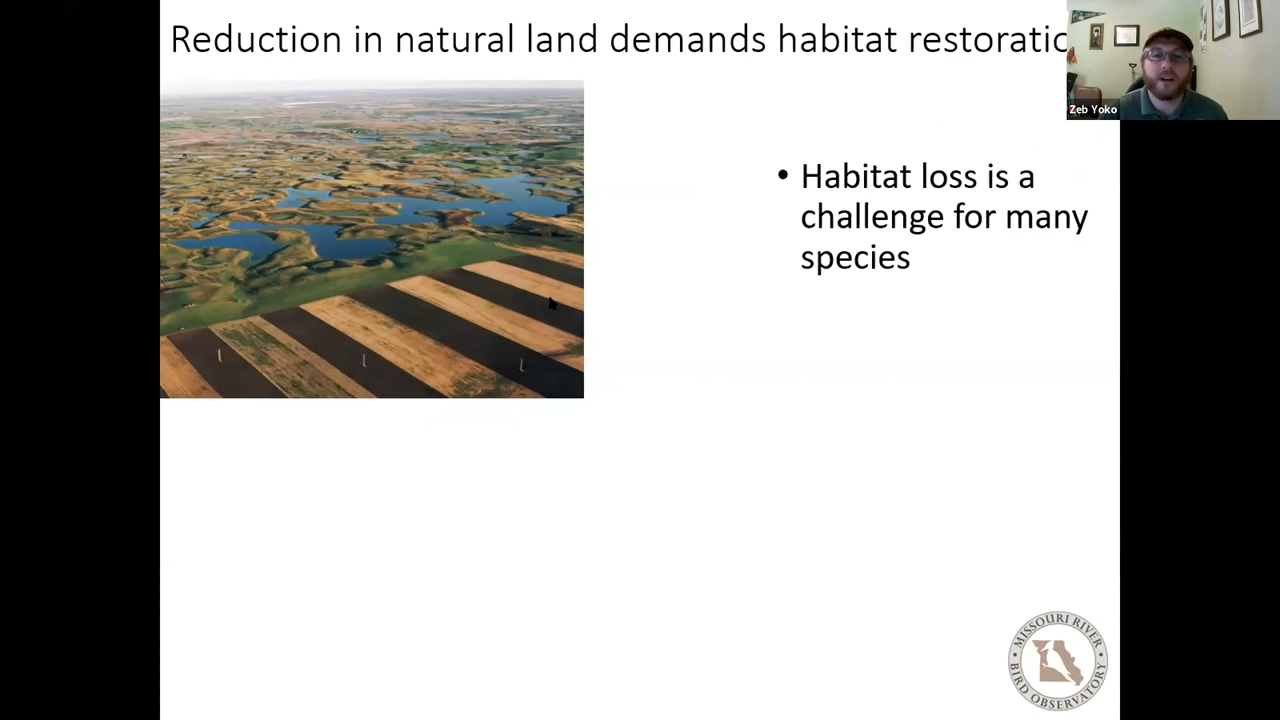 Reduction in natural land demands habitat restoratio
Zeb Yoko
• Habitat loss is a
challenge for many
species
MISSOURI RIVER
BIRD OBSERVATORY